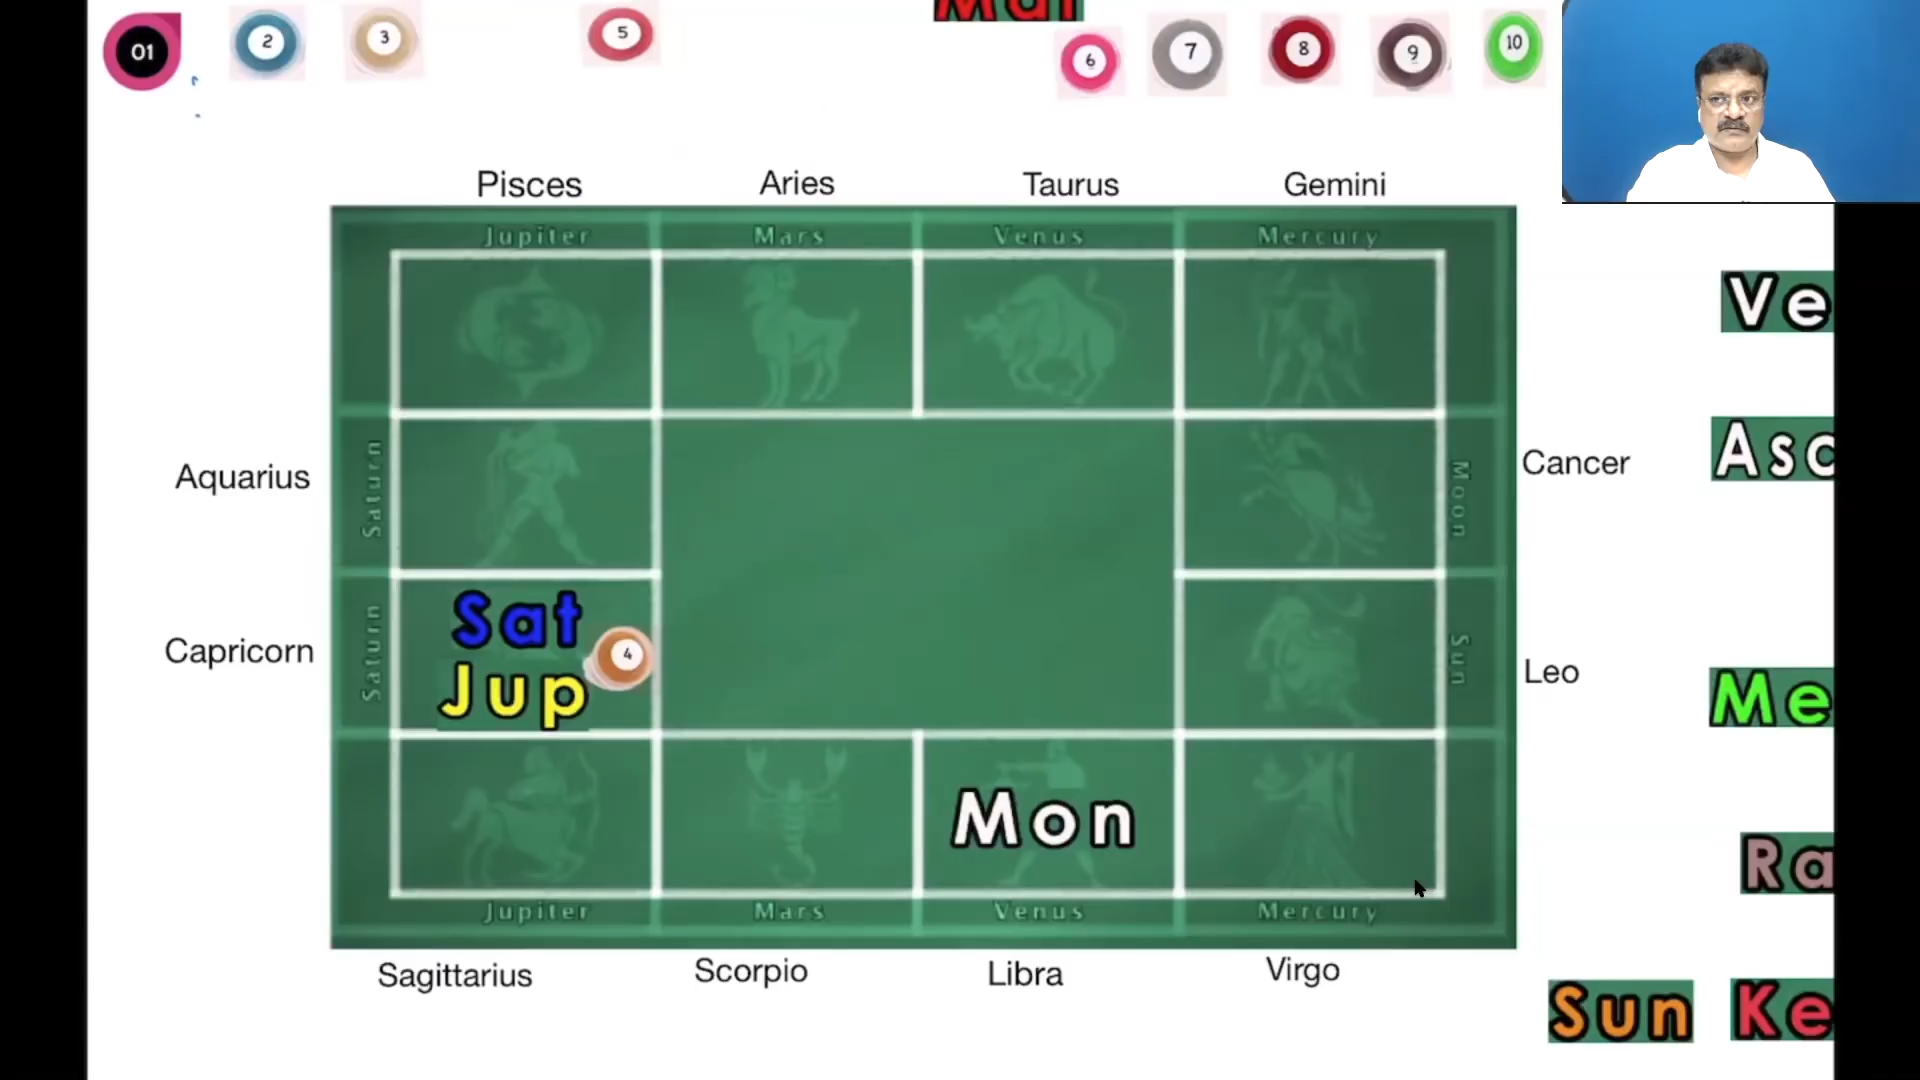 Mar
01 2 3 5 6 7 8 9 10
Pisces Aries Taurus Gemini
Jupiter Mars Venus Mercury
Ve
Aquarius Saturn Moon Cancer
Asc
Capricorn Saturn Sat Jup 4 Sun Leo
Me
Mon
Ra
Jupiter Mars Venus Mercury
Sagittarius Scorpio Libra Virgo
Sun Ke